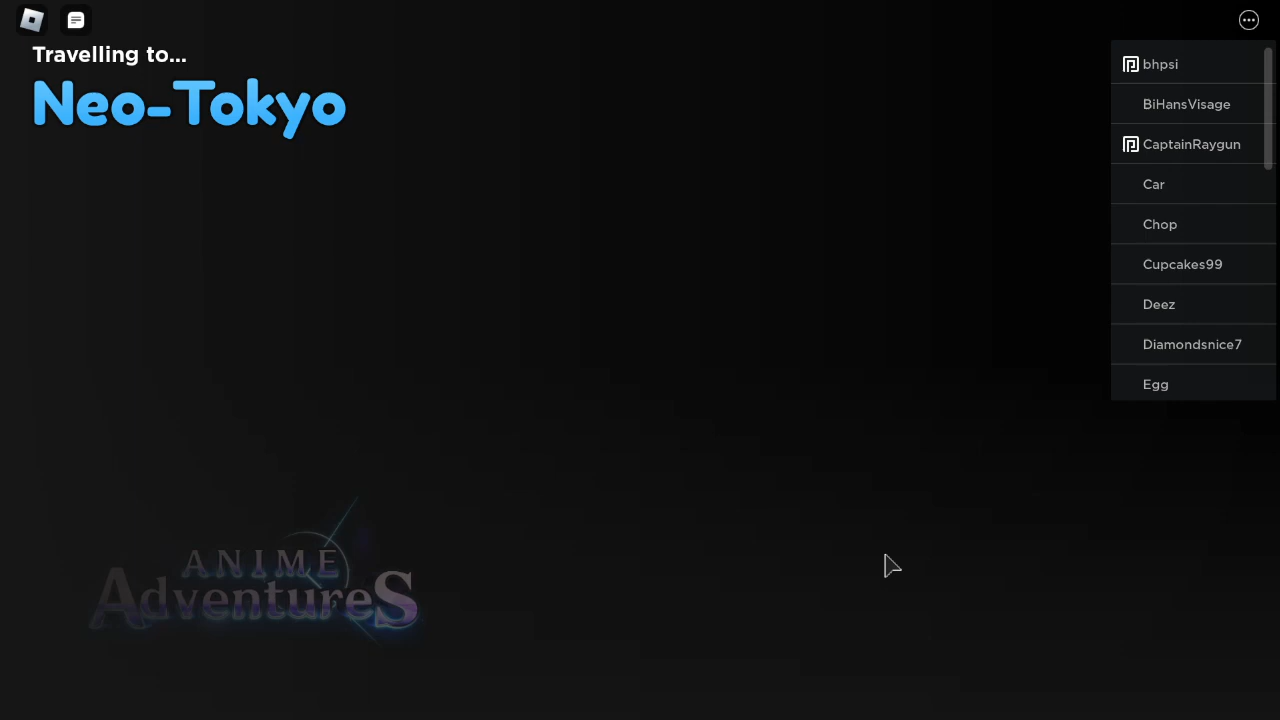 Travelling to...
Neo-Tokyo
bhpsi
BiHansVisage
CaptainRaygun
Car
Chop
Cupcakes99
Deez
Diamondsnice7
Egg
ANIME
AdventureS